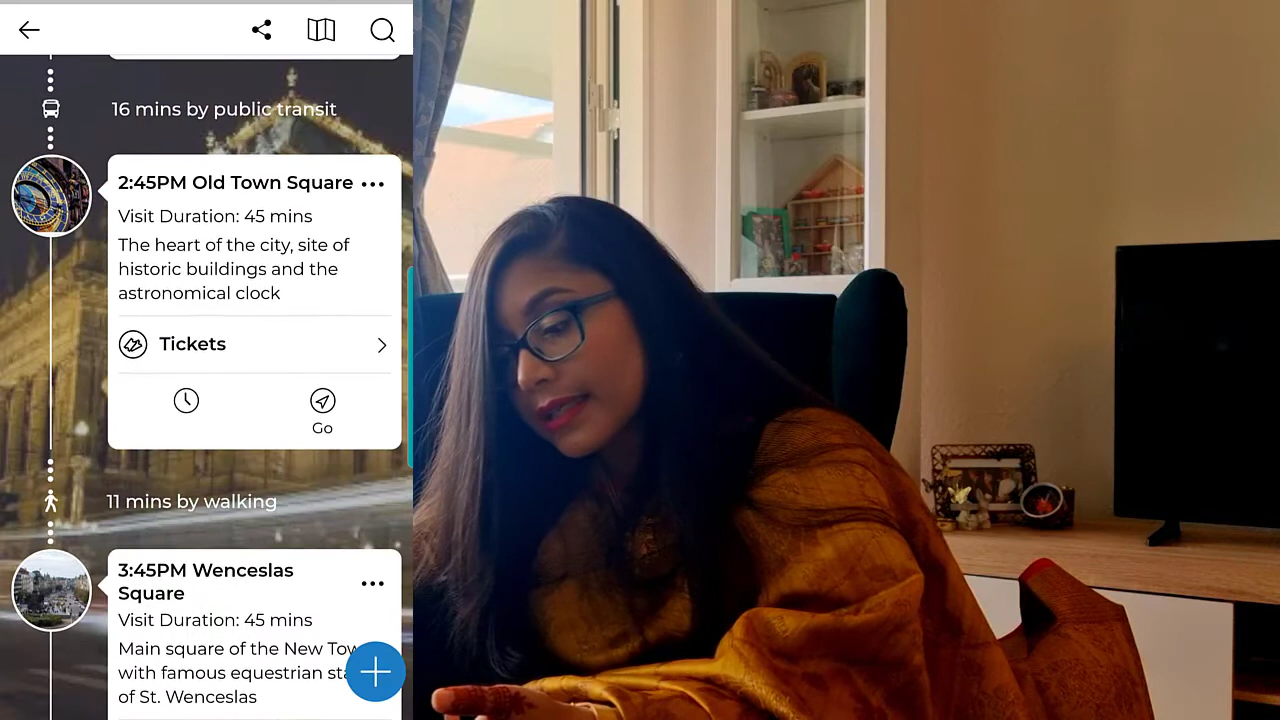 16 mins by public transit
2:45PM Old Town Square
Visit Duration: 45 mins
The heart of the city, site of
historic buildings and the
astronomical clock
Tickets
Go
11 mins by walking
3:45PM Wenceslas
Square
Visit Duration: 45 mins
Main square of the New
with famous equestrian
of St. Wenceslas